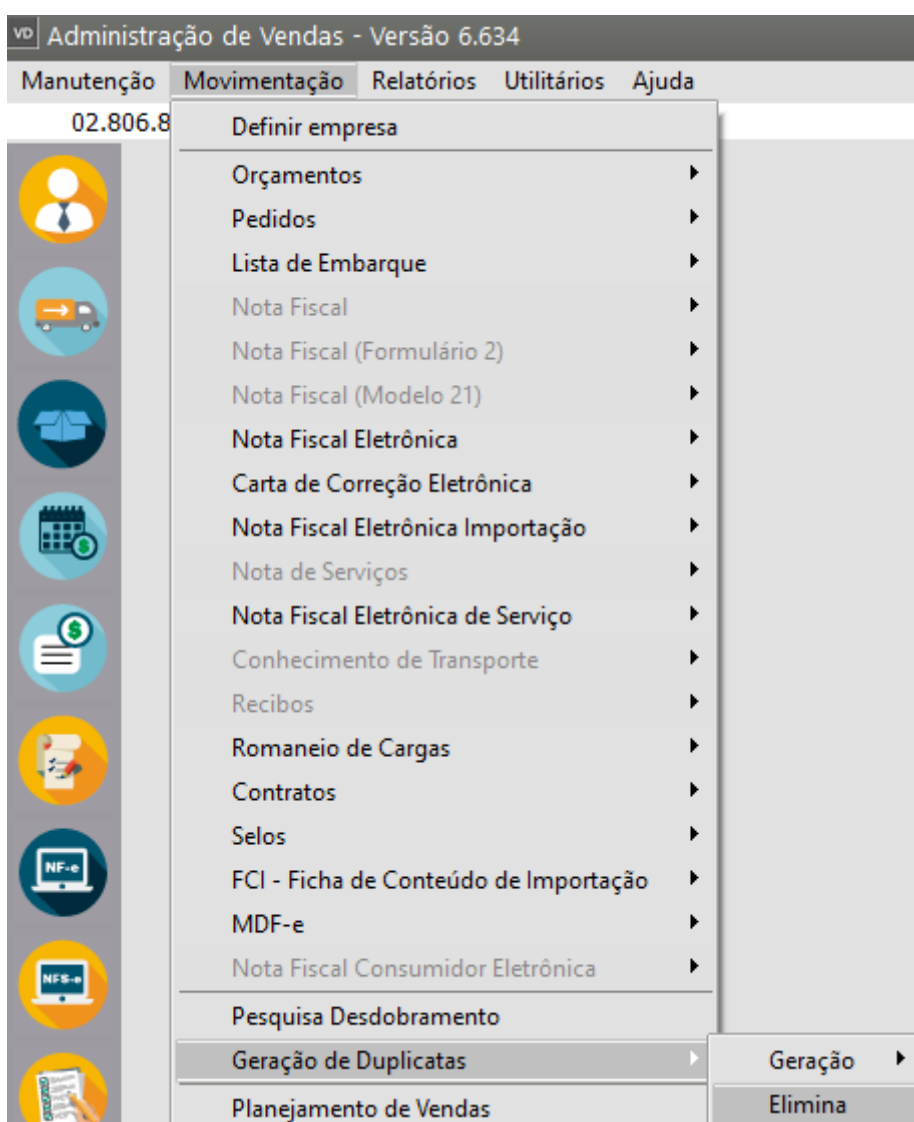 VD Administração de Vendas - Versão 6.634
Manutenção Movimentação Relatórios Utilitários Ajuda
02.806.8
Definir empresa
Orçamentos
Pedidos
Lista de Embarque
Nota Fiscal
Nota Fiscal (Formulário 2)
Nota Fiscal (Modelo 21)
Nota Fiscal Eletrônica
Carta de Correção Eletrônica
Nota Fiscal Eletrônica Importação
Nota de Serviços
Nota Fiscal Eletrônica de Serviço
Conhecimento de Transporte
Recibos
Romaneio de Cargas
Contratos
Selos
FCI - Ficha de Conteúdo de Importação
MDF-e
Nota Fiscal Consumidor Eletrônica
Pesquisa Desdobramento
Geração de Duplicatas
Planejamento de Vendas
Geração
Elimina
NF-e
NFS-e